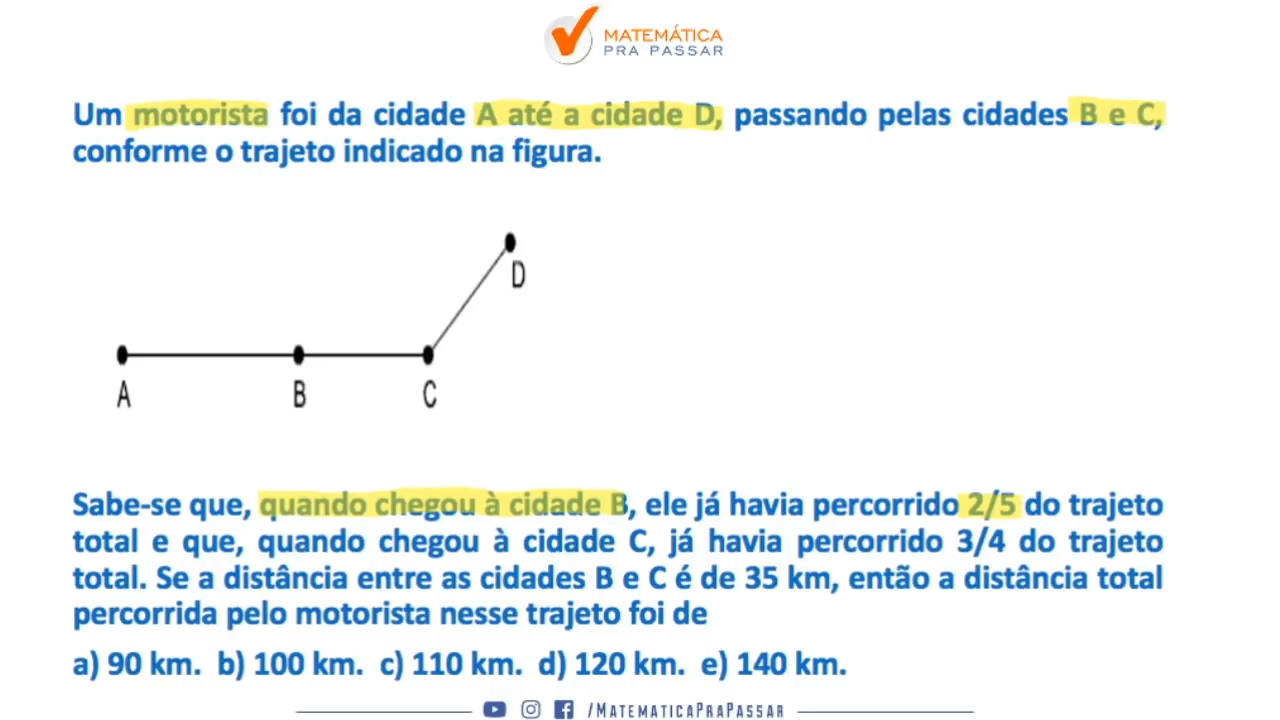 MATEMÁTICA
PRA PASSAR
Um motorista foi da cidade A até a cidade D, passando pelas cidades B e C,
conforme o trajeto indicado na figura.
D
A B C
Sabe-se que, quando chegou à cidade B, ele já havia percorrido 2/5 do trajeto
total e que, quando chegou à cidade C, já havia percorrido 3/4 do trajeto
total. Se a distância entre as cidades B e C é de 35 km, então a distância total
percorrida pelo motorista nesse trajeto foi de
a) 90 km. b) 100 km. c) 110 km. d) 120 km. e) 140 km.
/MATEMATICAPRAPASSAR